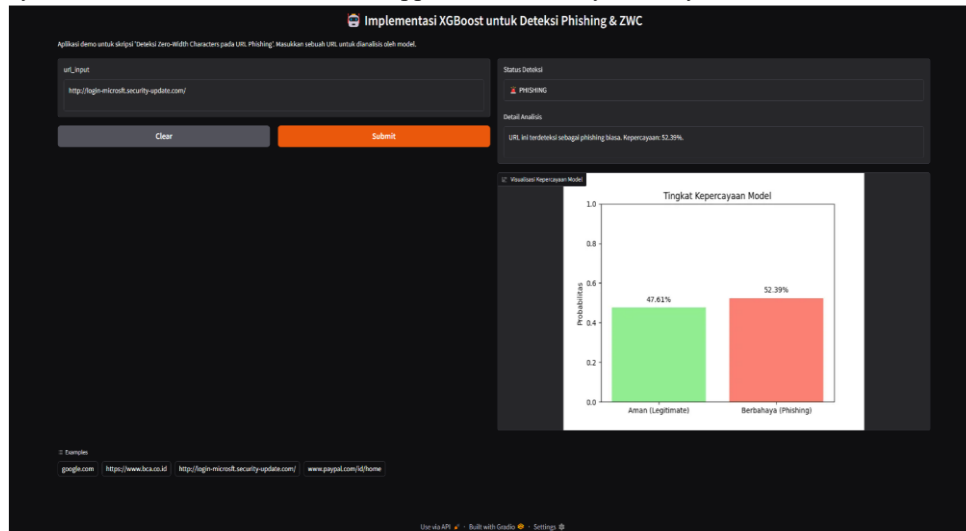 Implementasi XGBoost untuk Deteksi Phishing & ZWC
Aplikasi demo untuk skripsi 'Deteksi Zero-Width Characters pada URL Phishing'. Masukkan sebuah URL untuk dianalisis oleh model.
url_input
http://login-microsft.security-update.com/
Clear
Submit
Status Deteksi
PHISHING
Detail Analisis
URL ini terdeteksi sebagai phishing biasa. Kepercayaan: 52.39%.
Visualisasi Kepercayaan Model
Tingkat Kepercayaan Model
Probabilitas
1.0
0.8
0.6
0.4
0.2
0.0
47.61%
52.39%
Aman (Legitimate)
Berbahaya (Phishing)
Examples
google.com
https://www.bca.co.id
http://login-microsft.security-update.com/
www.paypal.com/id/home
Use via API · Built with Gradio · Settings